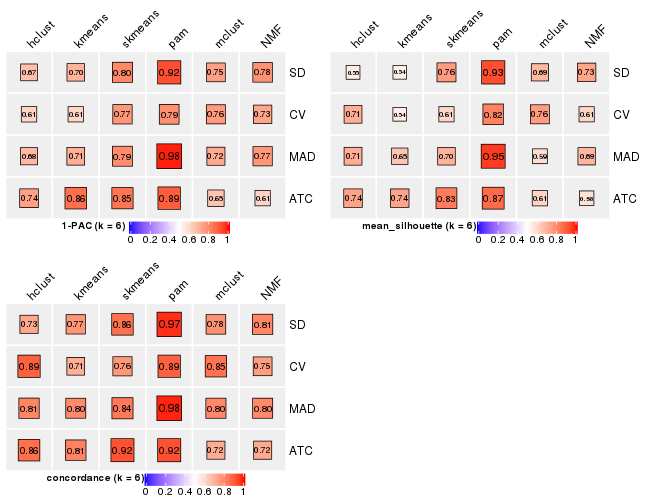 hclust kmeans skmeans pam mclust NMF
0.67 0.70 0.80 0.92 0.75 0.78 SD
0.61 0.61 0.77 0.79 0.76 0.73 CV
0.68 0.71 0.79 0.98 0.72 0.77 MAD
0.74 0.86 0.85 0.89 0.65 0.61 ATC
1-PAC (k = 6)
0 0.2 0.4 0.6 0.8 1
hclust kmeans skmeans pam mclust NMF
0.54 0.76 0.93 0.69 0.73 SD
0.71 0.54 0.61 0.82 0.76 0.61 CV
0.71 0.65 0.70 0.95 0.59 0.69 MAD
0.74 0.74 0.83 0.87 0.61 0.58 ATC
mean_silhouette (k = 6)
0 0.2 0.4 0.6 0.8 1
hclust kmeans skmeans pam mclust NMF
0.73 0.77 0.86 0.97 0.78 0.81 SD
0.89 0.71 0.76 0.89 0.85 0.75 CV
0.81 0.80 0.84 0.98 0.80 0.80 MAD
0.86 0.81 0.92 0.92 0.72 0.72 ATC
concordance (k = 6)
0 0.2 0.4 0.6 0.8 1